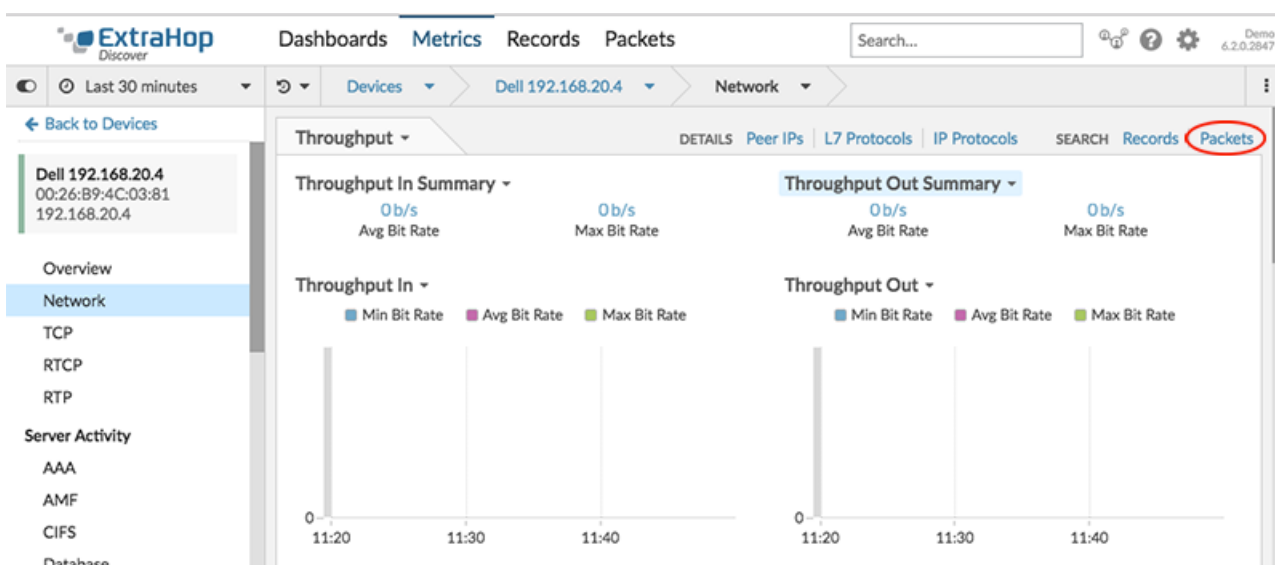 ExtraHop
Discover
Dashboards Metrics Records Packets
Search...
Demo
6.2.0.2847
Last 30 minutes
Devices Dell 192.168.20.4 Network
Back to Devices
Dell 192.168.20.4
00:26:B9:4C:03:81
192.168.20.4
Overview
Network
TCP
RTCP
RTP
Server Activity
AAA
AMF
CIFS
Database
Throughput
DETAILS Peer IPs L7 Protocols IP Protocols SEARCH Records Packets
Throughput In Summary
0 b/s 0 b/s
Avg Bit Rate Max Bit Rate
Throughput Out Summary
0 b/s 0 b/s
Avg Bit Rate Max Bit Rate
Throughput In
Min Bit Rate Avg Bit Rate Max Bit Rate
0
11:20 11:30 11:40
Throughput Out
Min Bit Rate Avg Bit Rate Max Bit Rate
0
11:20 11:30 11:40